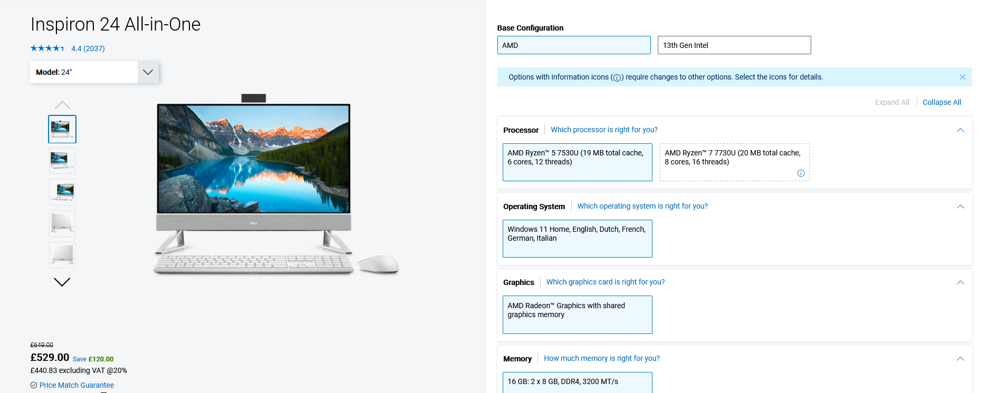 Inspiron 24 All-in-One
4.4 (2037)
Model: 24"
DELL
£649.00
£529.00 Save £120.00
£440.83 excluding VAT @20%
Price Match Guarantee
Base Configuration
AMD
13th Gen Intel
Options with information icons (i) require changes to other options. Select the icons for details.
Expand All
Collapse All
Processor
Which processor is right for you?
AMD Ryzen™ 5 7530U (19 MB total cache,
6 cores, 12 threads)
AMD Ryzen™ 7 7730U (20 MB total cache,
8 cores, 16 threads)
Operating System
Which operating system is right for you?
Windows 11 Home, English, Dutch, French,
German, Italian
Graphics
Which graphics card is right for you?
AMD Radeon™ Graphics with shared
graphics memory
Memory
How much memory is right for you?
16 GB: 2 x 8 GB, DDR4, 3200 MT/s